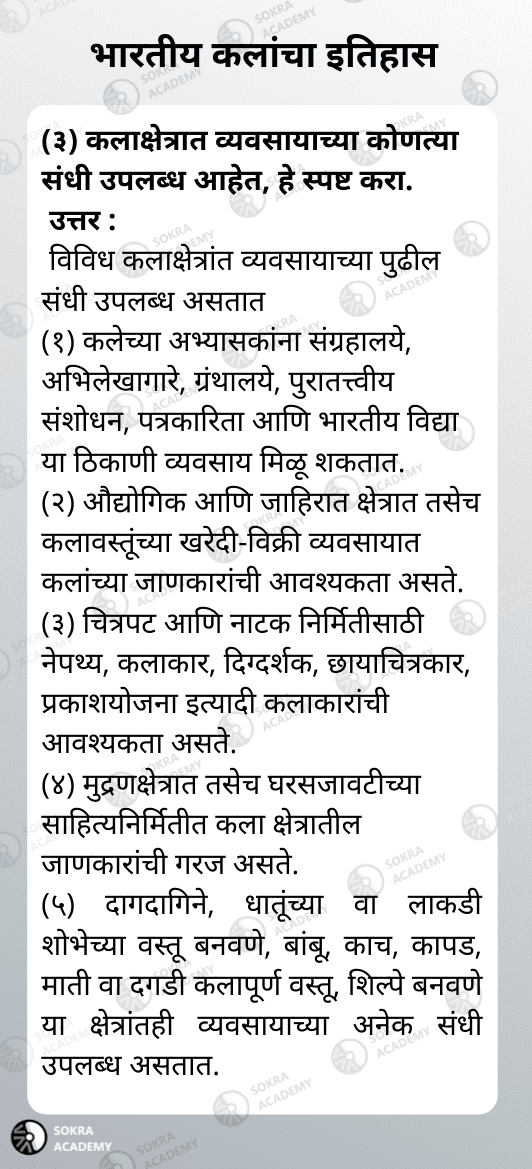 भारतीय कलांचा इतिहास
(३) कलाक्षेत्रात व्यवसायाच्या कोणत्या
संधी उपलब्ध आहेत, हे स्पष्ट करा.
उत्तर :
विविध कलाक्षेत्रांत व्यवसायाच्या पुढील
संधी उपलब्ध असतात
(१) कलेच्या अभ्यासकांना संग्रहालये,
अभिलेखागारे, ग्रंथालये, पुरातत्त्वीय
संशोधन, पत्रकारिता आणि भारतीय विद्या
या ठिकाणी व्यवसाय मिळू शकतात.
(२) औद्योगिक आणि जाहिरात क्षेत्रात तसेच
कलावस्तूंच्या खरेदी-विक्री व्यवसायात
कलांच्या जाणकारांची आवश्यकता असते.
(३) चित्रपट आणि नाटक निर्मितीसाठी
नेपथ्य, कलाकार, दिग्दर्शक, छायाचित्रकार,
प्रकाशयोजना इत्यादी कलाकारांची
आवश्यकता असते.
(४) मुद्रणक्षेत्रात तसेच घरसजावटीच्या
साहित्यनिर्मितीत कला क्षेत्रातील
जाणकारांची गरज असते.
(५) दागदागिने, धातूंच्या वा लाकडी
शोभेच्या वस्तू बनवणे, बांबू, काच, कापड,
माती वा दगडी कलापूर्ण वस्तू, शिल्पे बनवणे
या क्षेत्रांतही व्यवसायाच्या अनेक संधी
उपलब्ध असतात.
SOKRA
ACADEMY